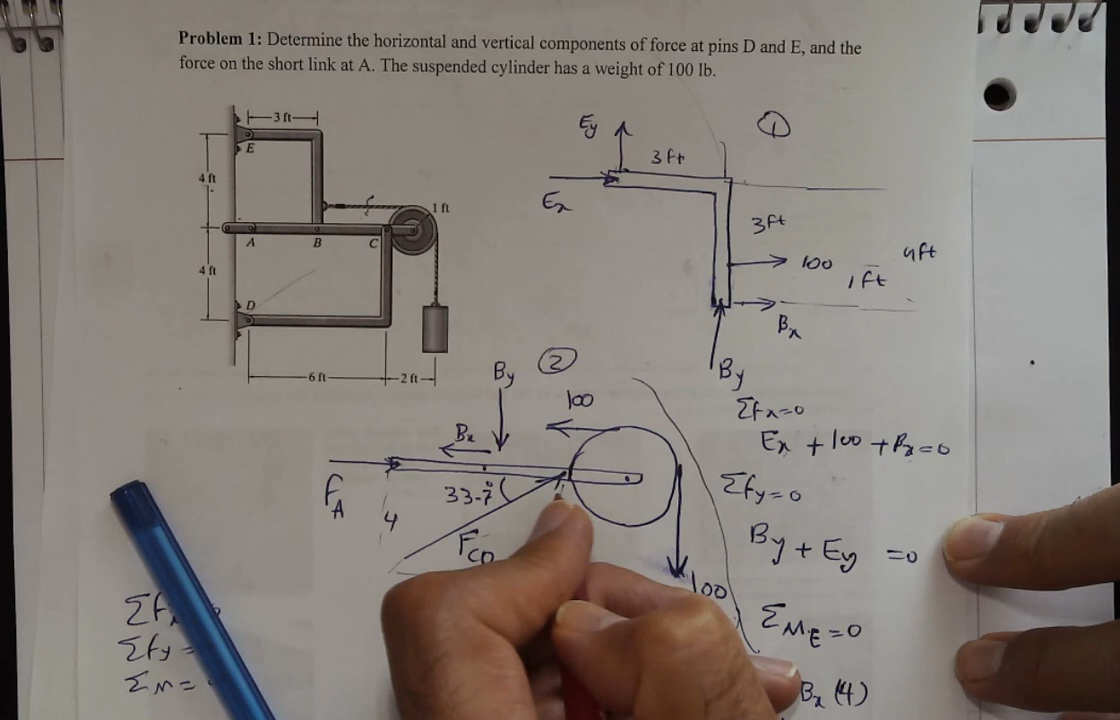 Problem 1: Determine the horizontal and vertical components of force at pins D and E, and the
force on the short link at A. The suspended cylinder has a weight of 100 lb.
3 ft
E
4 ft
1 ft
A
B
C
4 ft
D
6 ft
2 ft
1
Ey
3 ft
Ex
3 ft
100
1 ft
4 ft
Bx
By
2
By
100
Bx
FA
33.7°
4
FCD
100
Σfx=0
Ex + 100 + Bx = 0
Σfy=0
By + Ey = 0
ΣME=0
Bx (4)
Σfy =
ΣM =